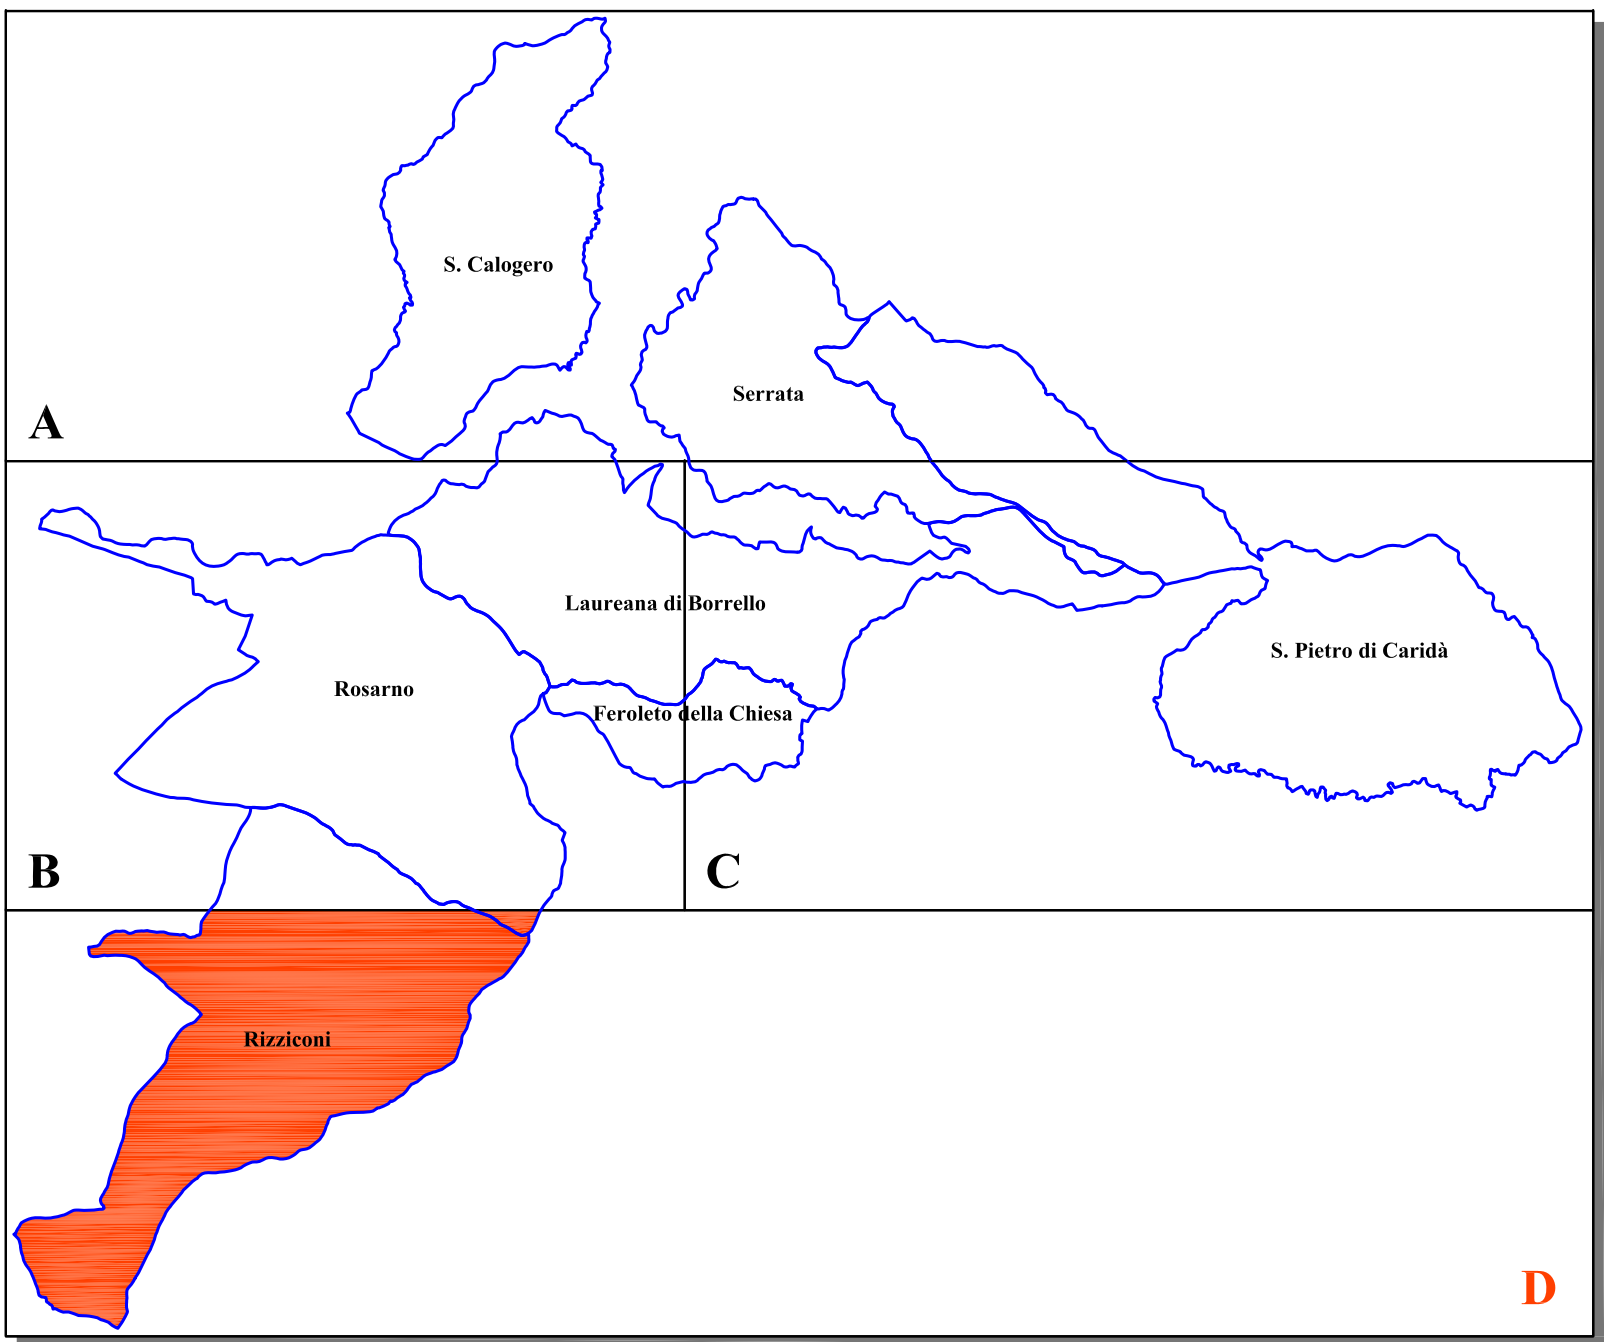 S. Calogero
Serrata
A
Laureana di Borrello
S. Pietro di Caridà
Rosarno
Feroleto della Chiesa
B
C
Rizziconi
D